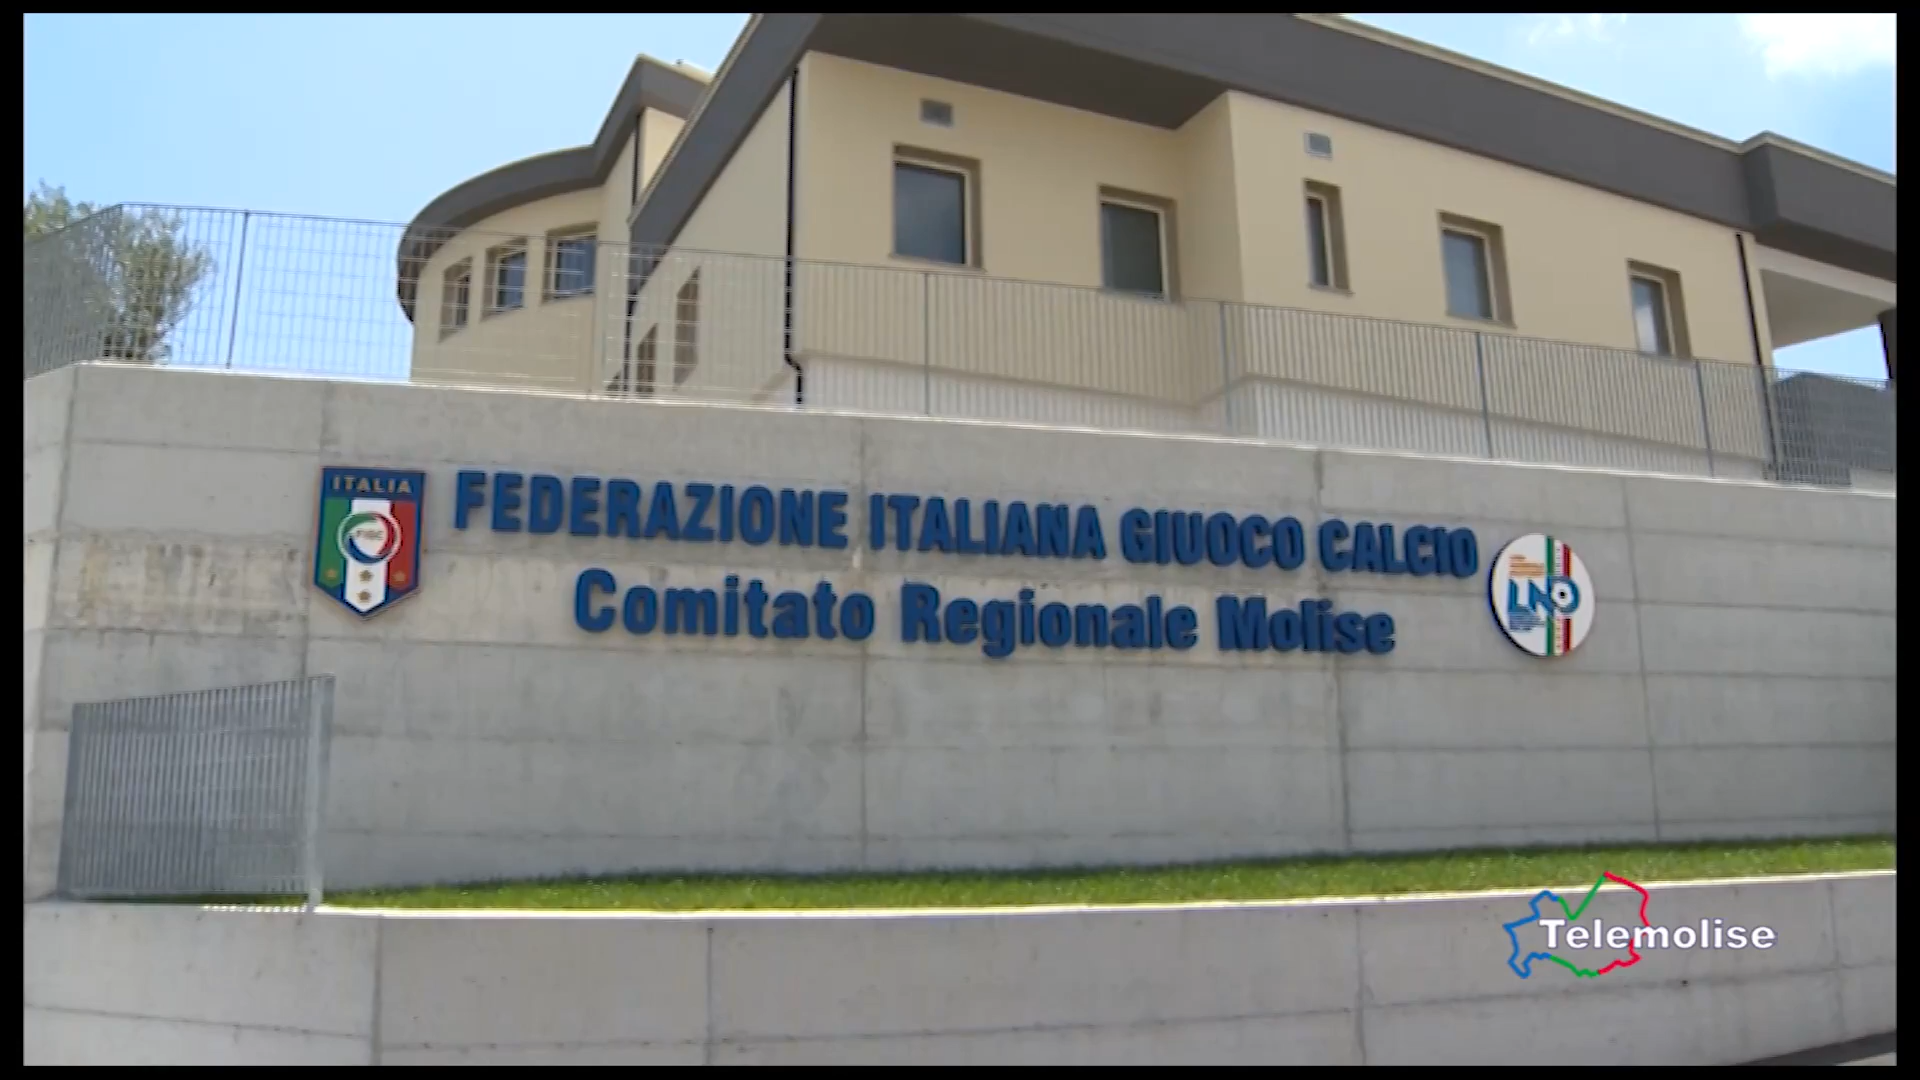 ITALIA
FIGC
FEDERAZIONE ITALIANA GIUOCO CALCIO
Comitato Regionale Molise
LND
Telemolise